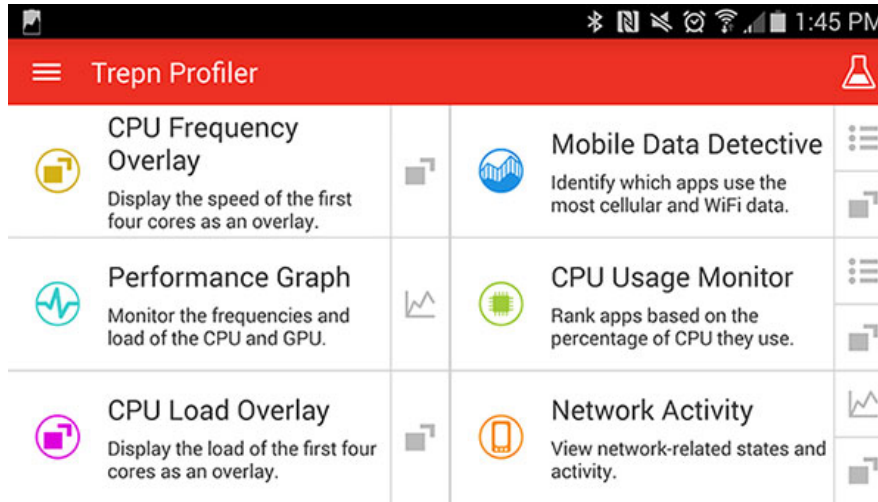 1:45 PM
Trepn Profiler
CPU Frequency
Overlay
Display the speed of the first
four cores as an overlay.
Mobile Data Detective
Identify which apps use the
most cellular and WiFi data.
Performance Graph
Monitor the frequencies and
load of the CPU and GPU.
CPU Usage Monitor
Rank apps based on the
percentage of CPU they use.
CPU Load Overlay
Display the load of the first four
cores as an overlay.
Network Activity
View network-related states and
activity.